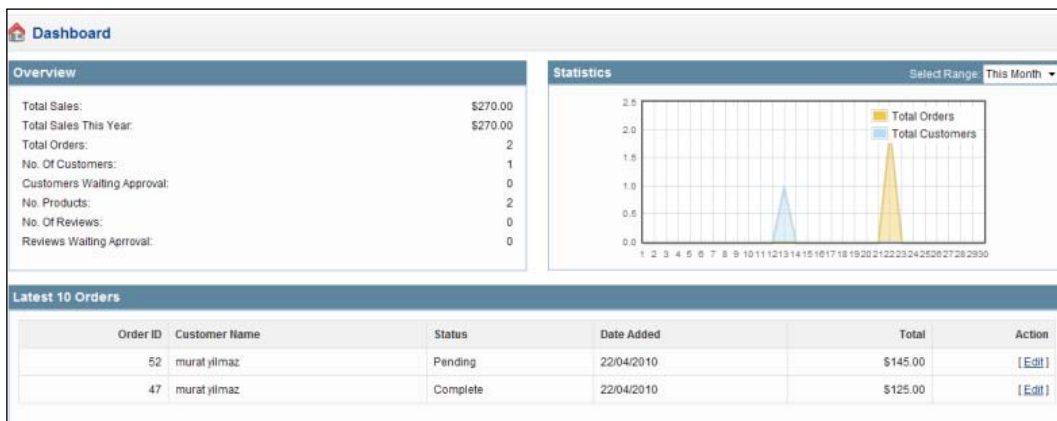 Dashboard
Overview
Total Sales: $270.00
Total Sales This Year: $270.00
Total Orders: 2
No. Of Customers: 1
Customers Waiting Approval: 0
No. Products: 2
No. Of Reviews: 0
Reviews Waiting Aprroval: 0
Statistics Select Range: This Month
2.5
2.0
1.5
1.0
0.5
0.0
Total Orders
Total Customers
1 2 3 4 5 6 7 8 9 10 11 12 13 14 15 16 17 18 19 20 21 22 23 24 25 26 27 28 29 30
Latest 10 Orders
Order ID Customer Name Status Date Added Total Action
52 murat yilmaz Pending 22/04/2010 $145.00 [ Edit ]
47 murat yilmaz Complete 22/04/2010 $125.00 [ Edit ]